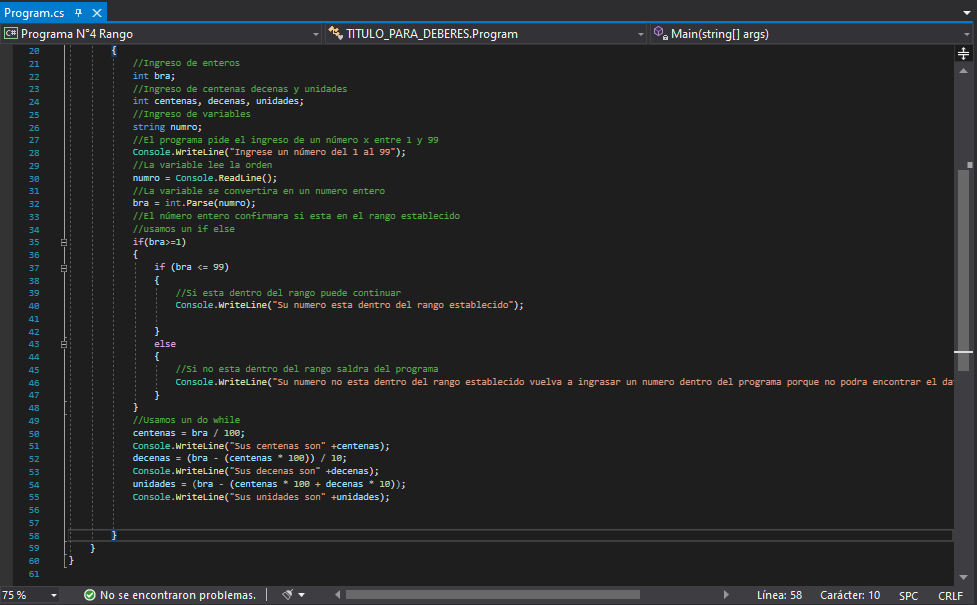 Program.cs
C# Programa N°4 Rango TITULO_PARA_DEBERES.Program Main(string[] args)
20 {
21 //Ingreso de enteros
22 int bra;
23 //Ingreso de centenas decenas y unidades
24 int centenas, decenas, unidades;
25 //Ingreso de variables
26 string numro;
27 //El programa pide el ingreso de un número x entre 1 y 99
28 Console.WriteLine("Ingrese un número del 1 al 99");
29 //La variable lee la orden
30 numro = Console.ReadLine();
31 //La variable se convertira en un numero entero
32 bra = int.Parse(numro);
33 //El número entero confirmara si esta en el rango establecido
34 //usamos un if else
35 if(bra>=1)
36 {
37 if (bra <= 99)
38 {
39 //Si esta dentro del rango puede continuar
40 Console.WriteLine("Su numero esta dentro del rango establecido");
41
42 }
43 else
44 {
45 //Si no esta dentro del rango saldra del programa
46 Console.WriteLine("Su numero no esta dentro del rango establecido vuelva a ingrasar un numero dentro del programa porque no podra encontrar el da
47 }
48 }
49 //Usamos un do while
50 centenas = bra / 100;
51 Console.WriteLine("Sus centenas son" +centenas);
52 decenas = (bra - (centenas * 100)) / 10;
53 Console.WriteLine("Sus decenas son" +decenas);
54 unidades = (bra - (centenas * 100 + decenas * 10));
55 Console.WriteLine("Sus unidades son" +unidades);
56
57
58 }
59 }
60 }
61
75 % No se encontraron problemas. Línea: 58 Carácter: 10 SPC CRLF